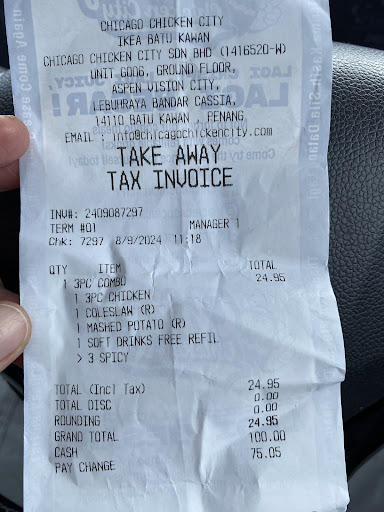 CHICAGO CHICKEN CITY
IKEA BATU KAWAN
CHICAGO CHICKEN CITY SDN BHD (1416520-W)
UNIT G006, GROUND FLOOR,
ASPEN VISION CITY,
LEBUHRAYA BANDAR CASSIA,
14110 BATU KAWAN , PENANG,
EMAIL : info@chicagochickencity.com
TAKE AWAY
TAX INVOICE
INV#: 2409087297
TERM #01 MANAGER 1
Chk: 7297 8/9/2024 11:18
QTY ITEM TOTAL
1 3PC COMBO 24.95
1 3PC CHICKEN
1 COLESLAW (R)
1 MASHED POTATO (R)
1 SOFT DRINKS FREE REFIL
> 3 SPICY
TOTAL (Incl Tax) 24.95
TOTAL DISC 0.00
ROUNDING 0.00
GRAND TOTAL 24.95
CASH 100.00
PAY CHANGE 75.05